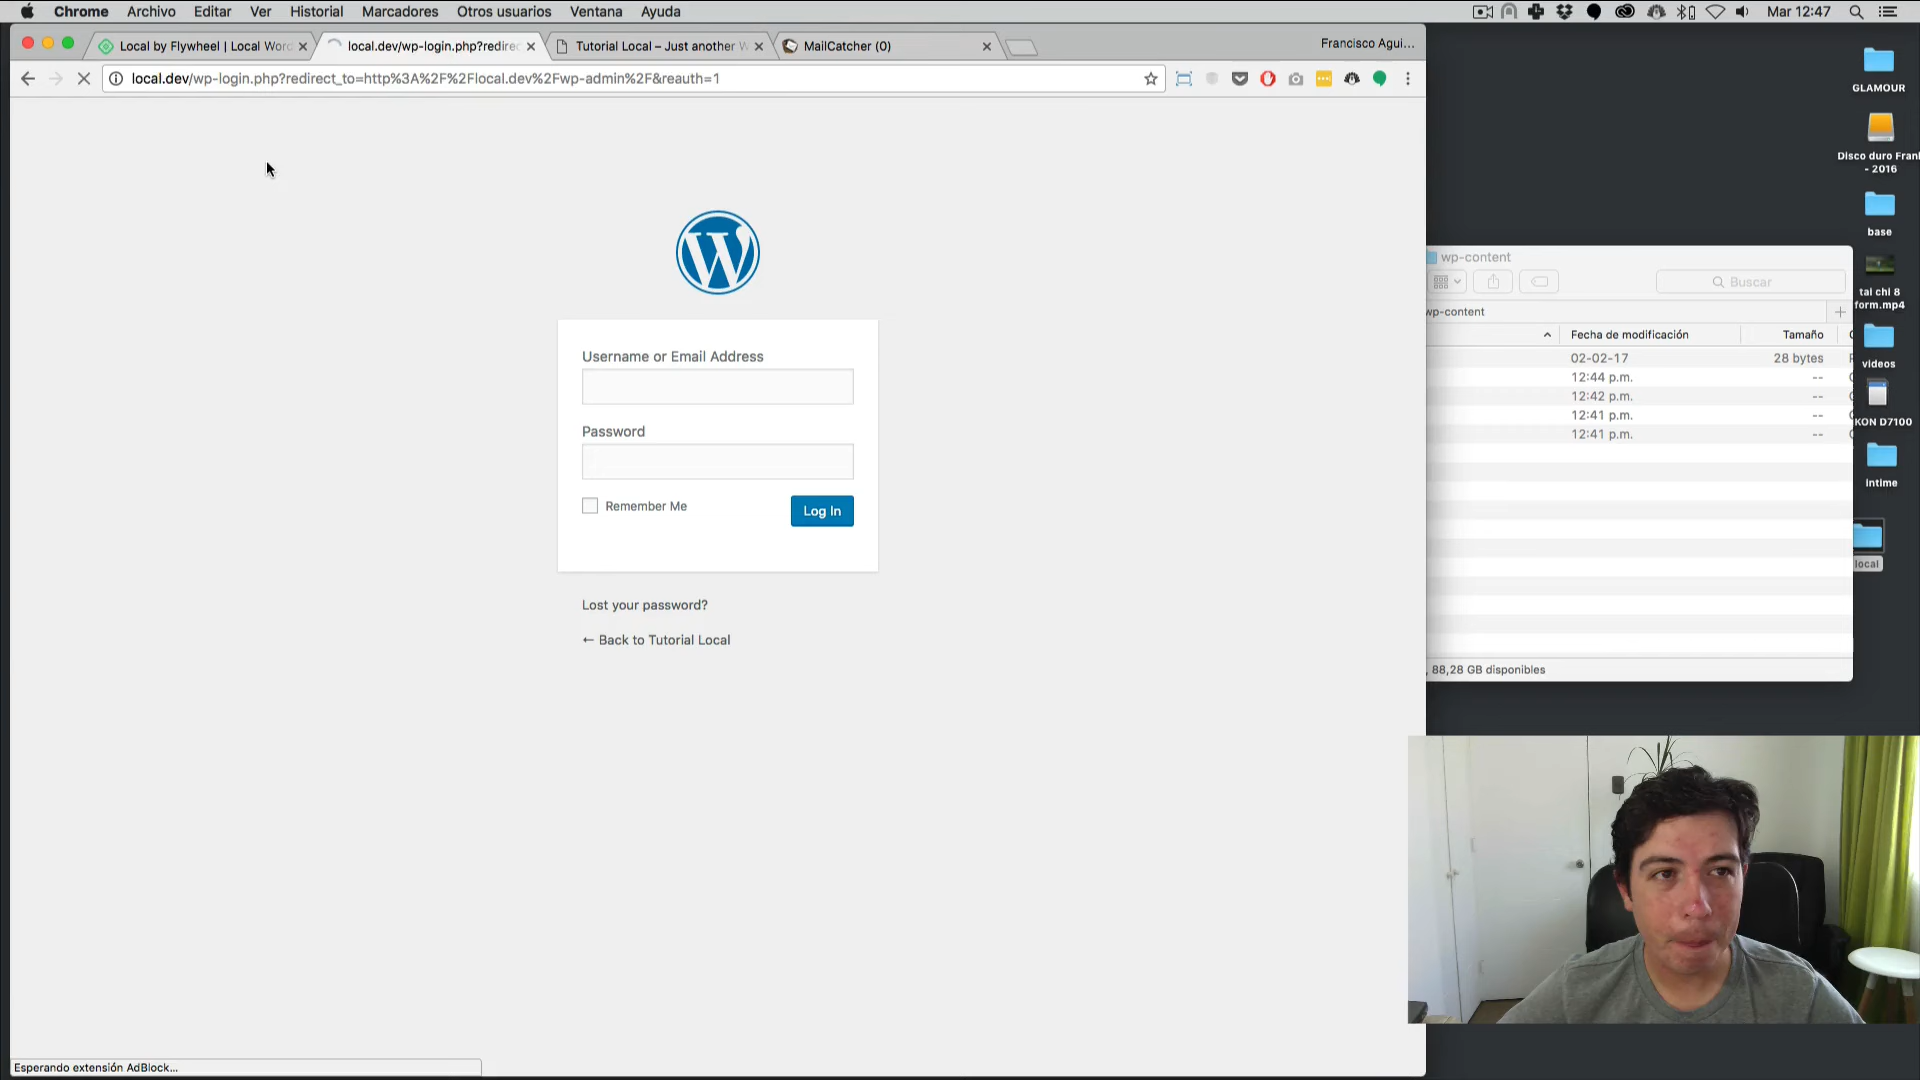 Chrome Archivo Editar Ver Historial Marcadores Otros usuarios Ventana Ayuda
Mar 12:47
Local by Flywheel | Local Word
local.dev/wp-login.php?redire
Tutorial Local – Just another W
MailCatcher (0)
Francisco Agui...
local.dev/wp-login.php?redirect_to=http%3A%2F%2Flocal.dev%2Fwp-admin%2F&reauth=1
GLAMOUR
Disco duro Fran
- 2016
base
tai chi 8
form.mp4
videos
KON D7100
intime
local
wp-content
Buscar
wp-content
Fecha de modificación Tamaño
02-02-17 28 bytes
12:44 p.m. --
12:42 p.m. --
12:41 p.m. --
12:41 p.m. --
, 88,28 GB disponibles
Username or Email Address
Password
Remember Me
Log In
Lost your password?
← Back to Tutorial Local
Esperando extensión AdBlock...